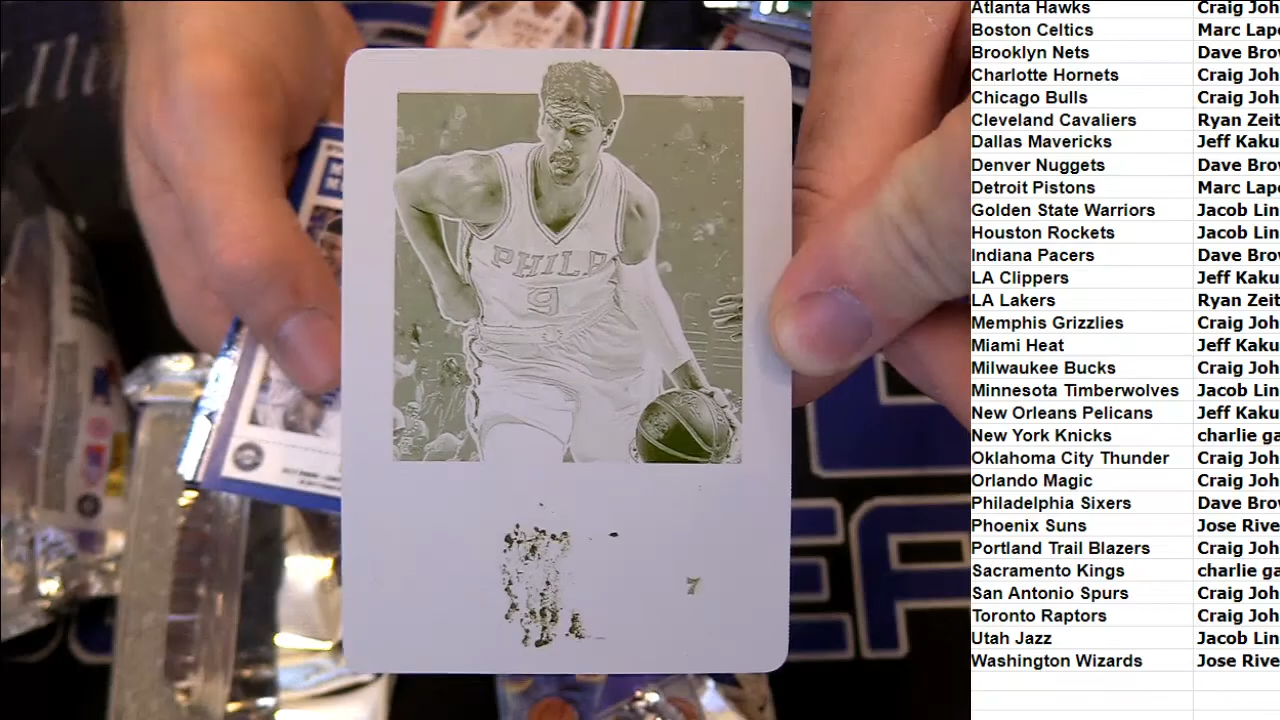 PHILA
9
7
Atlanta Hawks Craig Joh
Boston Celtics Marc Lape
Brooklyn Nets Dave Brov
Charlotte Hornets Craig Joh
Chicago Bulls Craig Joh
Cleveland Cavaliers Ryan Zeit
Dallas Mavericks Jeff Kaku
Denver Nuggets Dave Brov
Detroit Pistons Marc Lape
Golden State Warriors Jacob Lin
Houston Rockets Jacob Lin
Indiana Pacers Dave Brov
LA Clippers Jeff Kaku
LA Lakers Ryan Zeit
Memphis Grizzlies Craig Joh
Miami Heat Jeff Kaku
Milwaukee Bucks Craig Joh
Minnesota Timberwolves Jacob Lin
New Orleans Pelicans Jeff Kaku
New York Knicks charlie ga
Oklahoma City Thunder Craig Joh
Orlando Magic Craig Joh
Philadelphia Sixers Dave Brov
Phoenix Suns Jose Rive
Portland Trail Blazers Craig Joh
Sacramento Kings charlie ga
San Antonio Spurs Craig Joh
Toronto Raptors Craig Joh
Utah Jazz Jacob Lin
Washington Wizards Jose Rive